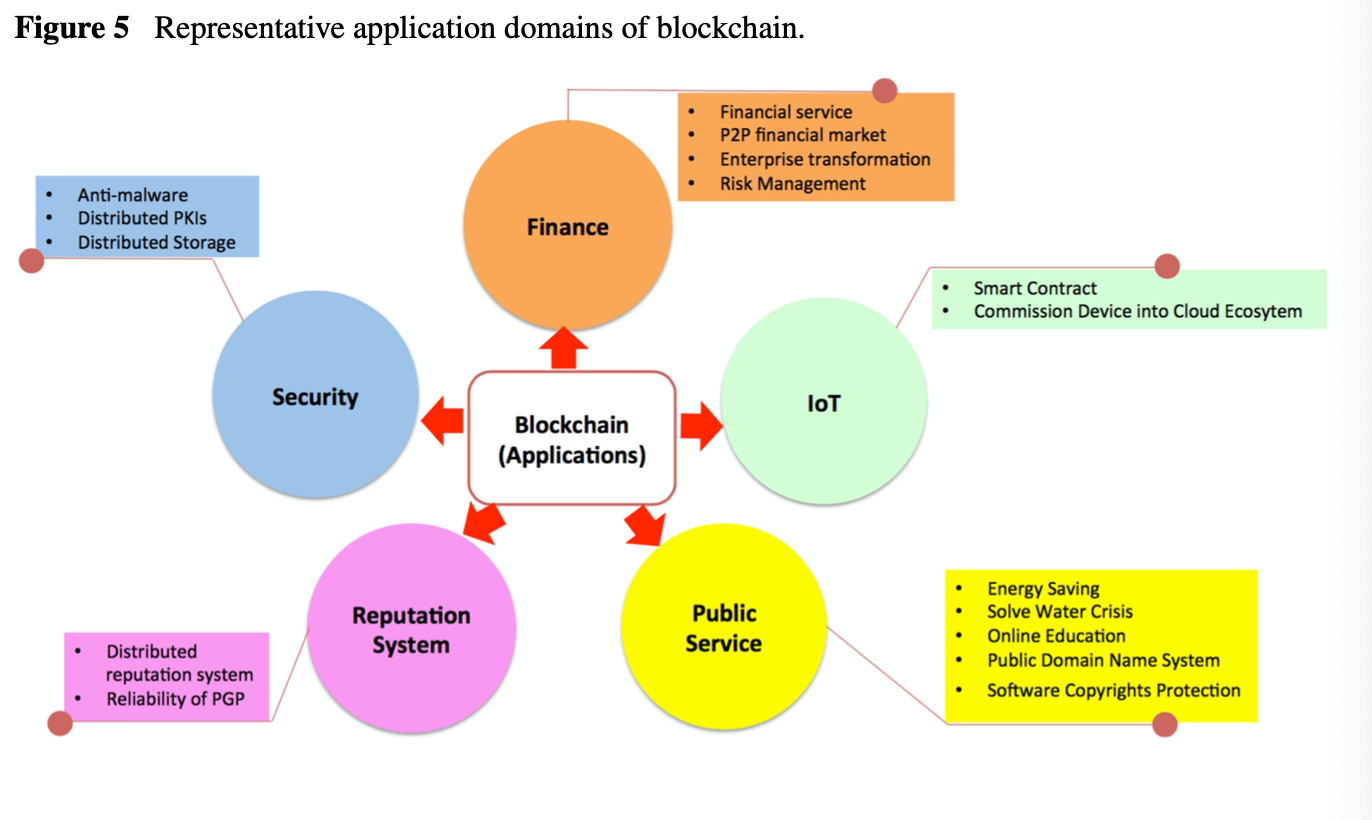 Figure 5 Representative application domains of blockchain.
• Financial service
• P2P financial market
• Enterprise transformation
• Risk Management
Finance
• Anti-malware
• Distributed PKIs
• Distributed Storage
Security
• Smart Contract
• Commission Device into Cloud Ecosytem
IoT
Blockchain
(Applications)
Reputation
System
• Distributed
reputation system
• Reliability of PGP
Public
Service
• Energy Saving
• Solve Water Crisis
• Online Education
• Public Domain Name System
• Software Copyrights Protection